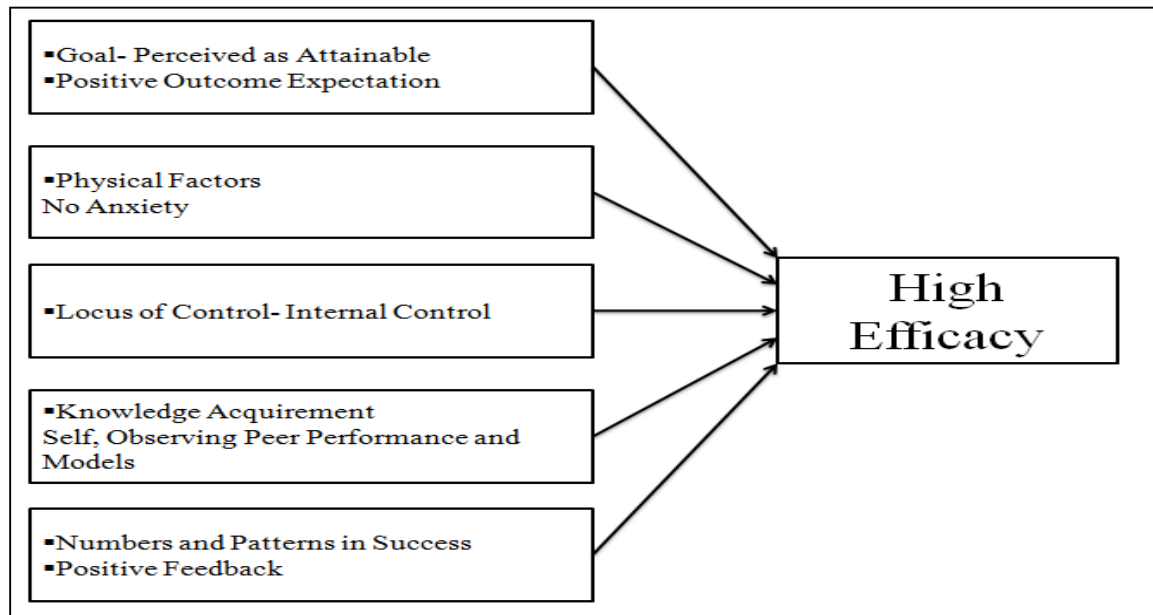 ▪Goal- Perceived as Attainable
▪Positive Outcome Expectation
▪Physical Factors
No Anxiety
▪Locus of Control- Internal Control
▪Knowledge Acquirement
Self, Observing Peer Performance and
Models
▪Numbers and Patterns in Success
▪Positive Feedback
High
Efficacy